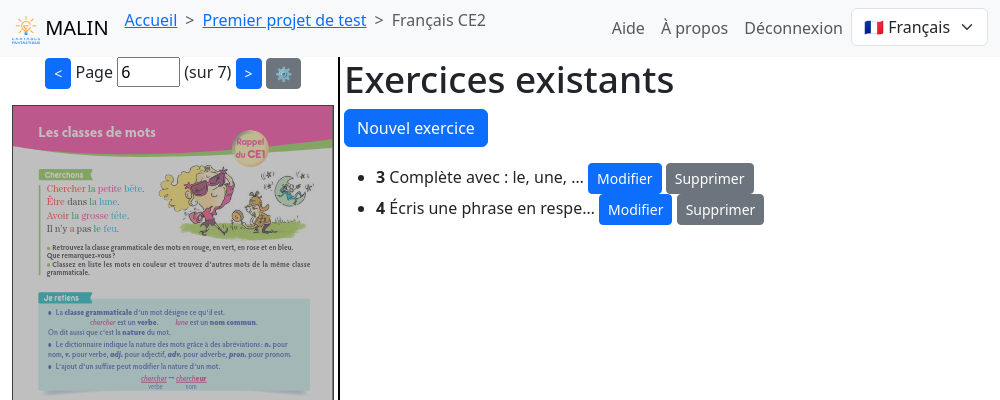 MALIN Accueil > Premier projet de test > Français CE2 Aide À propos Déconnexion 🇫🇷 Français
< Page 6 (sur 7) > ⚙️
Les classes de mots
Rappel
du CE1
Cherchons
Chercher la petite bête.
Être dans la lune.
Avoir la grosse tête.
Il n'y a pas le feu.
• Retrouvez la classe grammaticale des mots en rouge, en vert, en rose et en bleu.
Que remarquez-vous ?
• Classez en liste les mots en couleur et trouvez d'autres mots de la même classe
grammaticale.
Je retiens
• La classe grammaticale d'un mot désigne ce qu'il est.
chercher est un verbe. lune est un nom commun.
On dit aussi que c'est la nature du mot.
• Le dictionnaire indique la nature des mots grâce à des abréviations : n. pour
nom, v. pour verbe, adj. pour adjectif, adv. pour adverbe, pron. pour pronom.
• L'ajout d'un suffixe peut modifier la nature d'un mot.
chercher → chercheur
verbe nom
Exercices existants
Nouvel exercice
• 3 Complète avec : le, une, ... Modifier Supprimer
• 4 Écris une phrase en respe... Modifier Supprimer